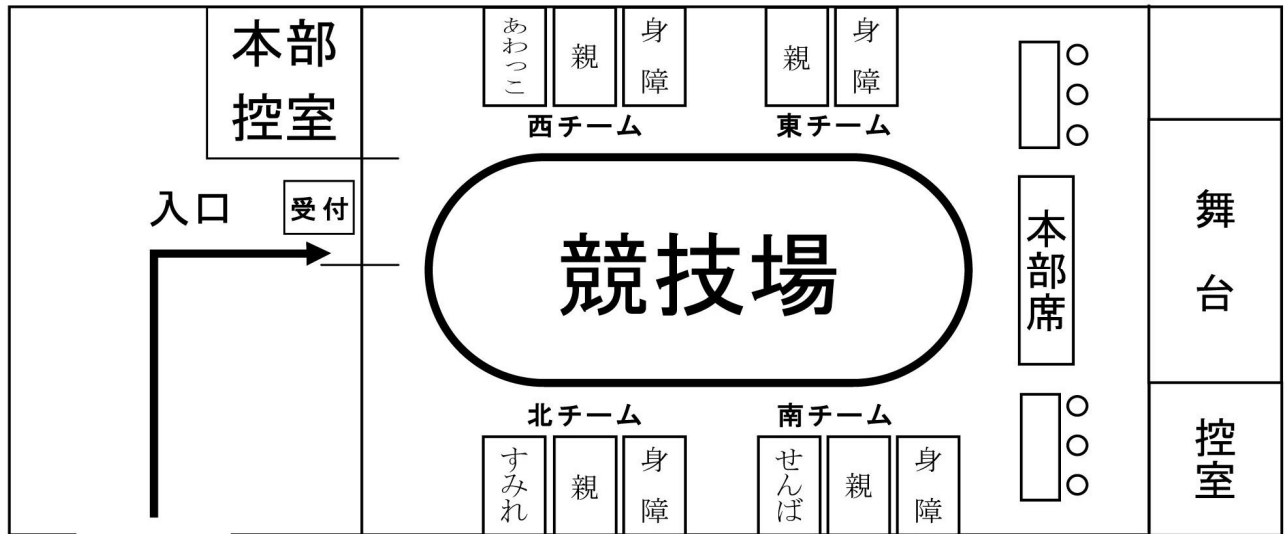 本部
控室
入口
受付
あわっこ
親
身障
西チーム
親
身障
東チーム
競技場
本部席
舞台
控室
北チーム
すみれ
親
身障
南チーム
せんば
親
身障